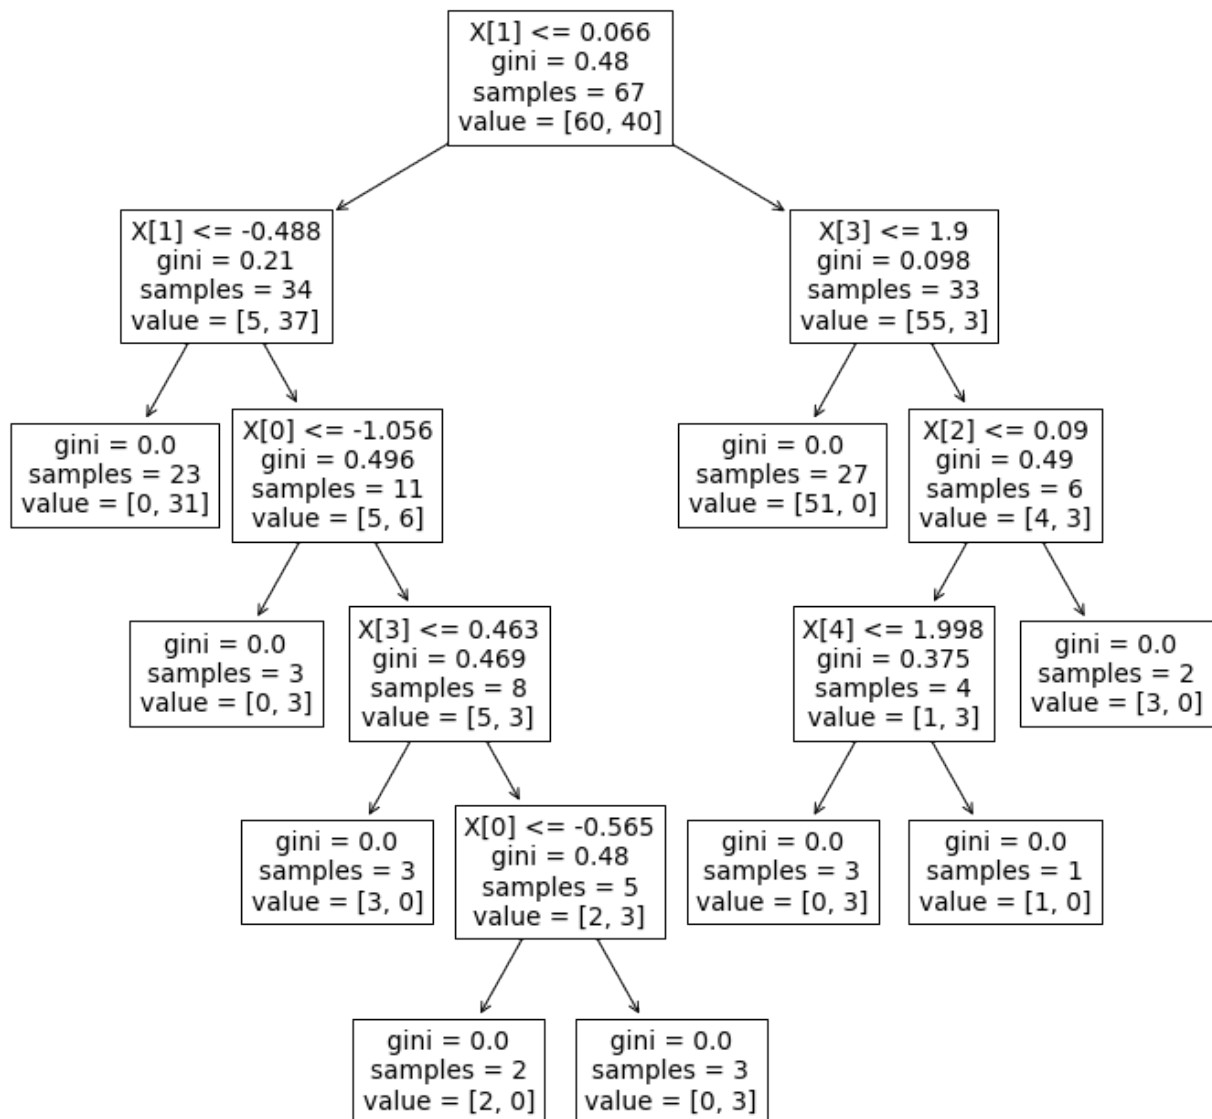 X[1] <= 0.066
gini = 0.48
samples = 67
value = [60, 40]
X[1] <= -0.488
gini = 0.21
samples = 34
value = [5, 37]
X[3] <= 1.9
gini = 0.098
samples = 33
value = [55, 3]
gini = 0.0
samples = 23
value = [0, 31]
X[0] <= -1.056
gini = 0.496
samples = 11
value = [5, 6]
gini = 0.0
samples = 27
value = [51, 0]
X[2] <= 0.09
gini = 0.49
samples = 6
value = [4, 3]
gini = 0.0
samples = 3
value = [0, 3]
X[3] <= 0.463
gini = 0.469
samples = 8
value = [5, 3]
X[4] <= 1.998
gini = 0.375
samples = 4
value = [1, 3]
gini = 0.0
samples = 2
value = [3, 0]
gini = 0.0
samples = 3
value = [3, 0]
X[0] <= -0.565
gini = 0.48
samples = 5
value = [2, 3]
gini = 0.0
samples = 3
value = [0, 3]
gini = 0.0
samples = 1
value = [1, 0]
gini = 0.0
samples = 2
value = [2, 0]
gini = 0.0
samples = 3
value = [0, 3]